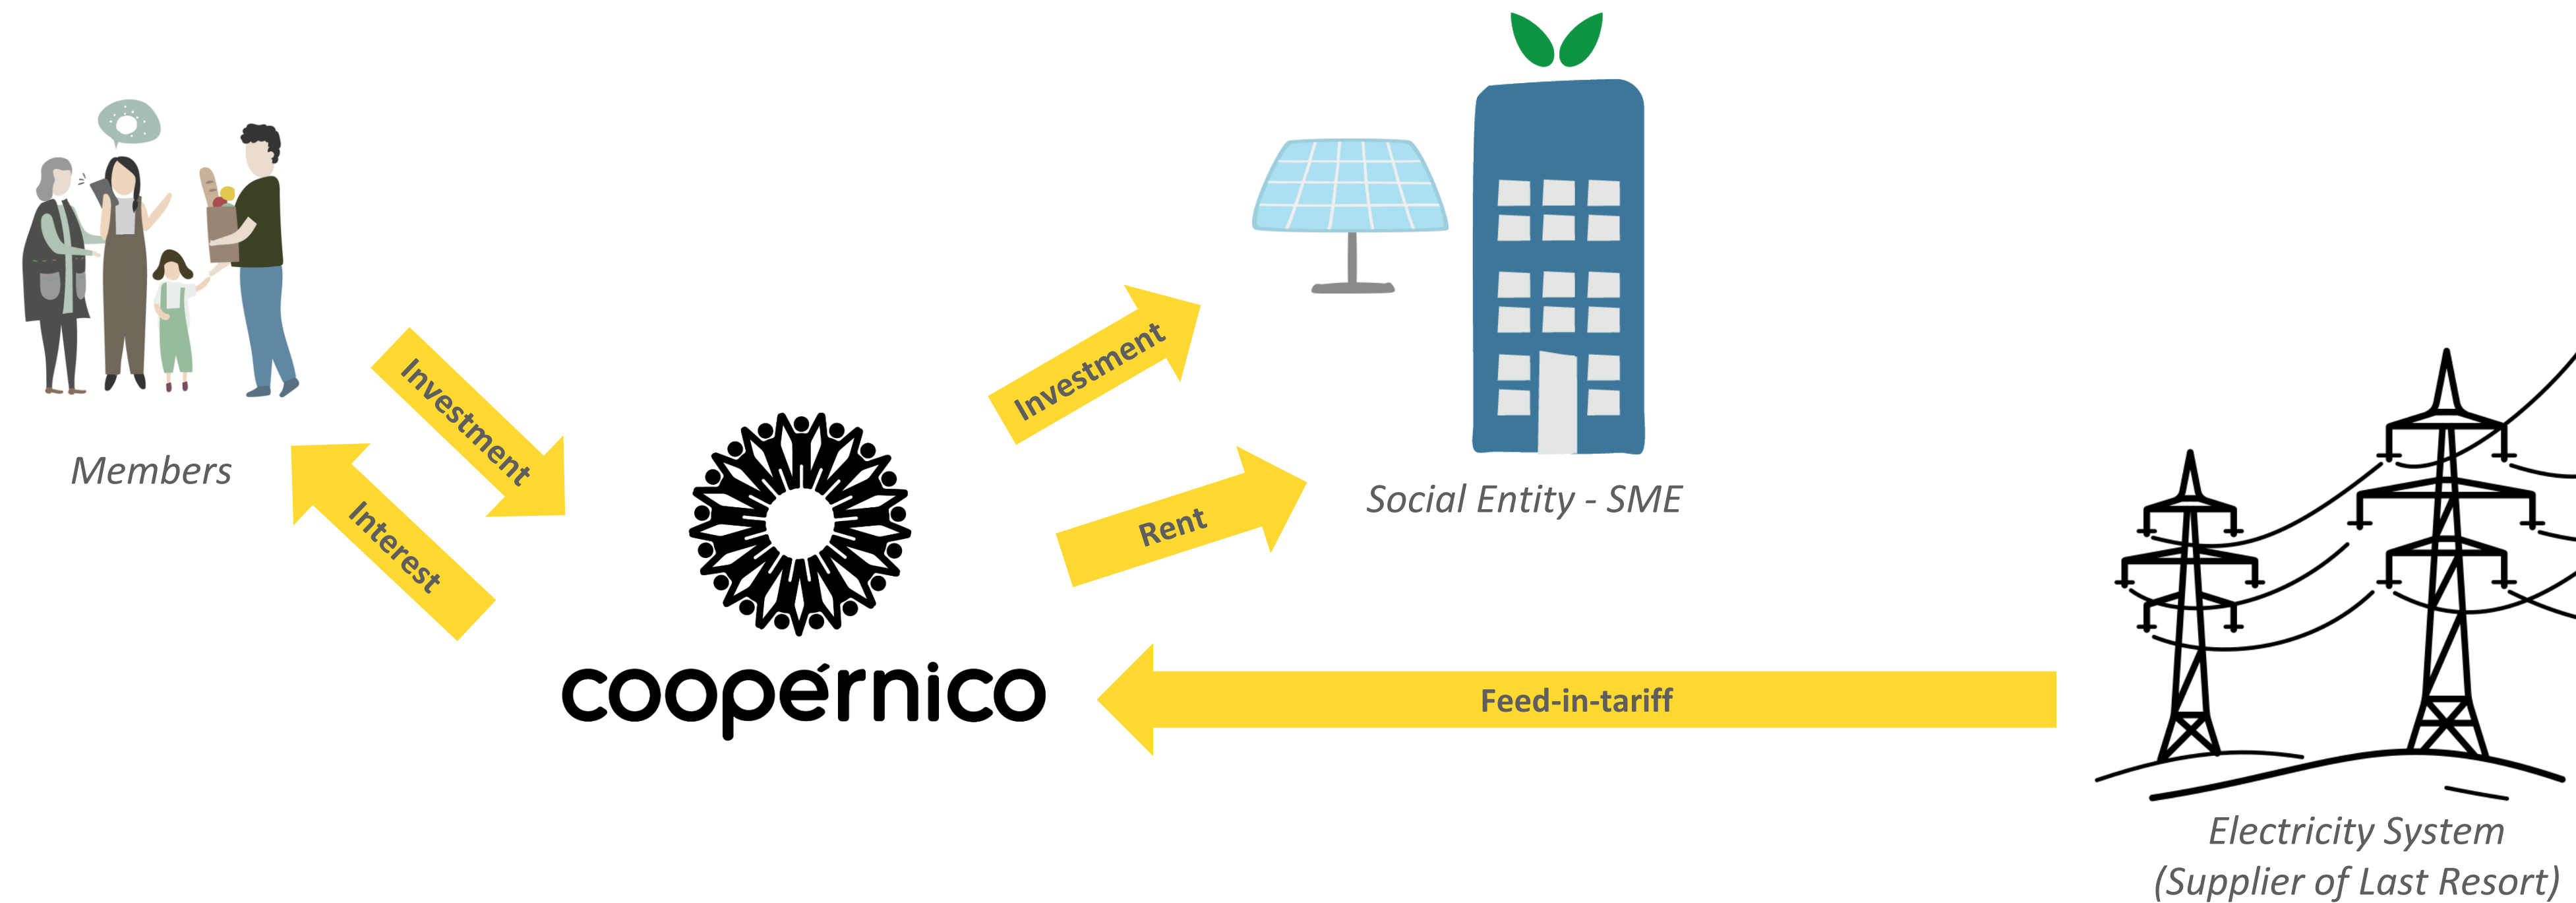 Investment
Interest
Members
Investment
Rent
coopérnico
Social Entity - SME
Feed-in-tariff
Electricity System
(Supplier of Last Resort)